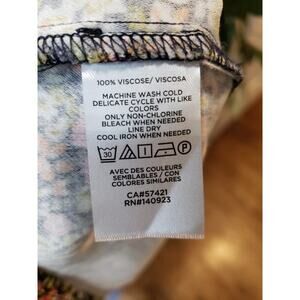 100% VISCOSE/ VISCOSA
MACHINE WASH COLD
DELICATE CYCLE WITH LIKE
COLORS
ONLY NON-CHLORINE
BLEACH WHEN NEEDED
LINE DRY
COOL IRON WHEN NEEDED
30
AVEC DES COULEURS
SEMBLABLES / CON
COLORES SIMILARES
CA#57421
RN#140923